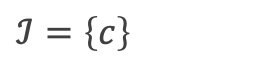 ℐ = {c}